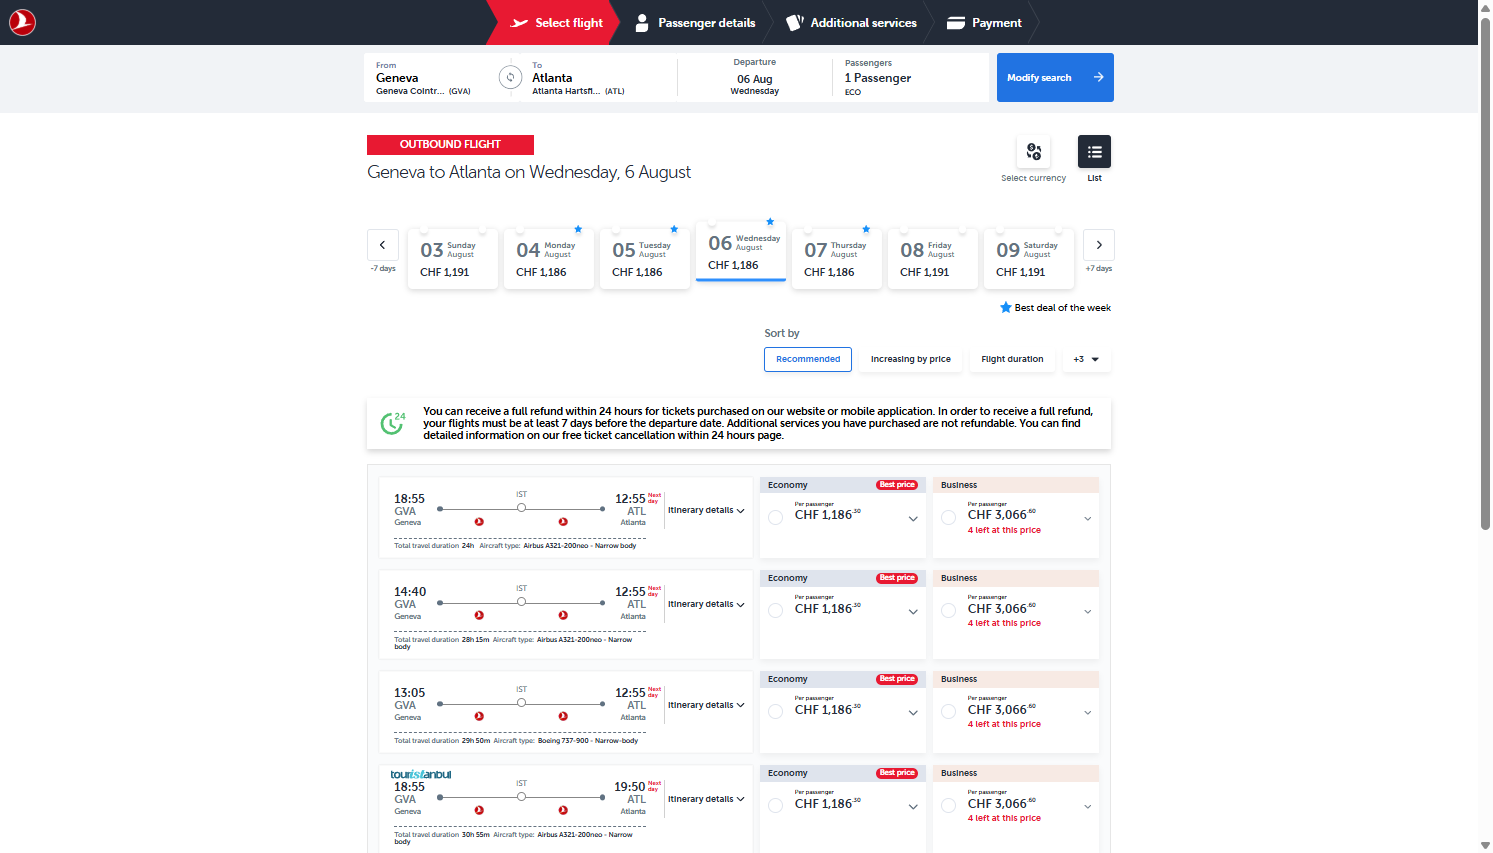 Select flight
Passenger details
Additional services
Payment
From
Geneva
Geneva Cointr... (GVA)
To
Atlanta
Atlanta Hartsfi... (ATL)
Departure
06 Aug
Wednesday
Passengers
1 Passenger
ECO
Modify search
OUTBOUND FLIGHT
Geneva to Atlanta on Wednesday, 6 August
Select currency
List
-7 days
03 Sunday August
CHF 1,191
04 Monday August
CHF 1,186
05 Tuesday August
CHF 1,186
06 Wednesday August
CHF 1,186
07 Thursday August
CHF 1,186
08 Friday August
CHF 1,191
09 Saturday August
CHF 1,191
+7 days
Best deal of the week
Sort by
Recommended
Increasing by price
Flight duration
+3
24
You can receive a full refund within 24 hours for tickets purchased on our website or mobile application. In order to receive a full refund,
your flights must be at least 7 days before the departure date. Additional services you have purchased are not refundable. You can find
detailed information on our free ticket cancellation within 24 hours page.
18:55
GVA
Geneva
IST
12:55 Next day
ATL
Atlanta
Itinerary details
Total travel duration 24h Aircraft type: Airbus A321-200neo - Narrow body
Economy
Best price
Per passenger
CHF 1,186.30
Business
Per passenger
CHF 3,066.60
4 left at this price
14:40
GVA
Geneva
IST
12:55 Next day
ATL
Atlanta
Itinerary details
Total travel duration 28h 15m Aircraft type: Airbus A321-200neo - Narrow
body
Economy
Best price
Per passenger
CHF 1,186.30
Business
Per passenger
CHF 3,066.60
4 left at this price
13:05
GVA
Geneva
IST
12:55 Next day
ATL
Atlanta
Itinerary details
Total travel duration 29h 50m Aircraft type: Boeing 737-900 - Narrow-body
Economy
Best price
Per passenger
CHF 1,186.30
Business
Per passenger
CHF 3,066.60
4 left at this price
touristanbul
18:55
GVA
Geneva
IST
19:50 Next day
ATL
Atlanta
Itinerary details
Total travel duration 30h 55m Aircraft type: Airbus A321-200neo - Narrow
body
Economy
Best price
Per passenger
CHF 1,186.30
Business
Per passenger
CHF 3,066.60
4 left at this price